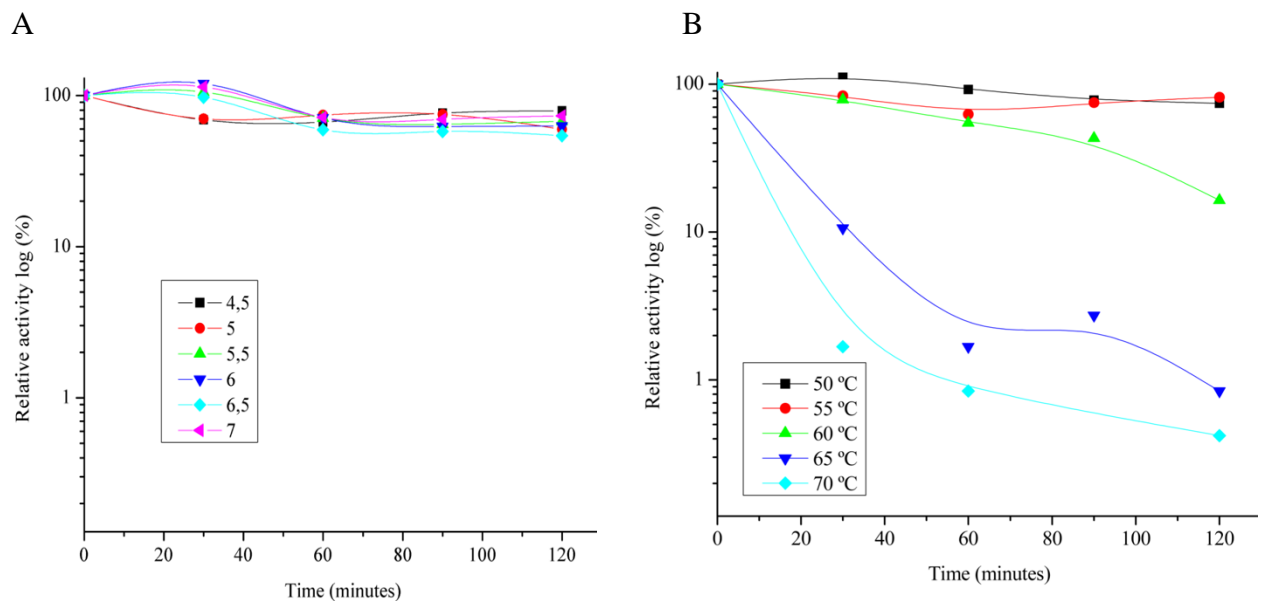 A
B
Relative activity log (%)
100
10
1
4,5
5
5,5
6
6,5
7
0 20 40 60 80 100 120
Time (minutes)
Relative activity log (%)
100
10
1
50 ºC
55 ºC
60 ºC
65 ºC
70 ºC
0 20 40 60 80 100 120
Time (minutes)